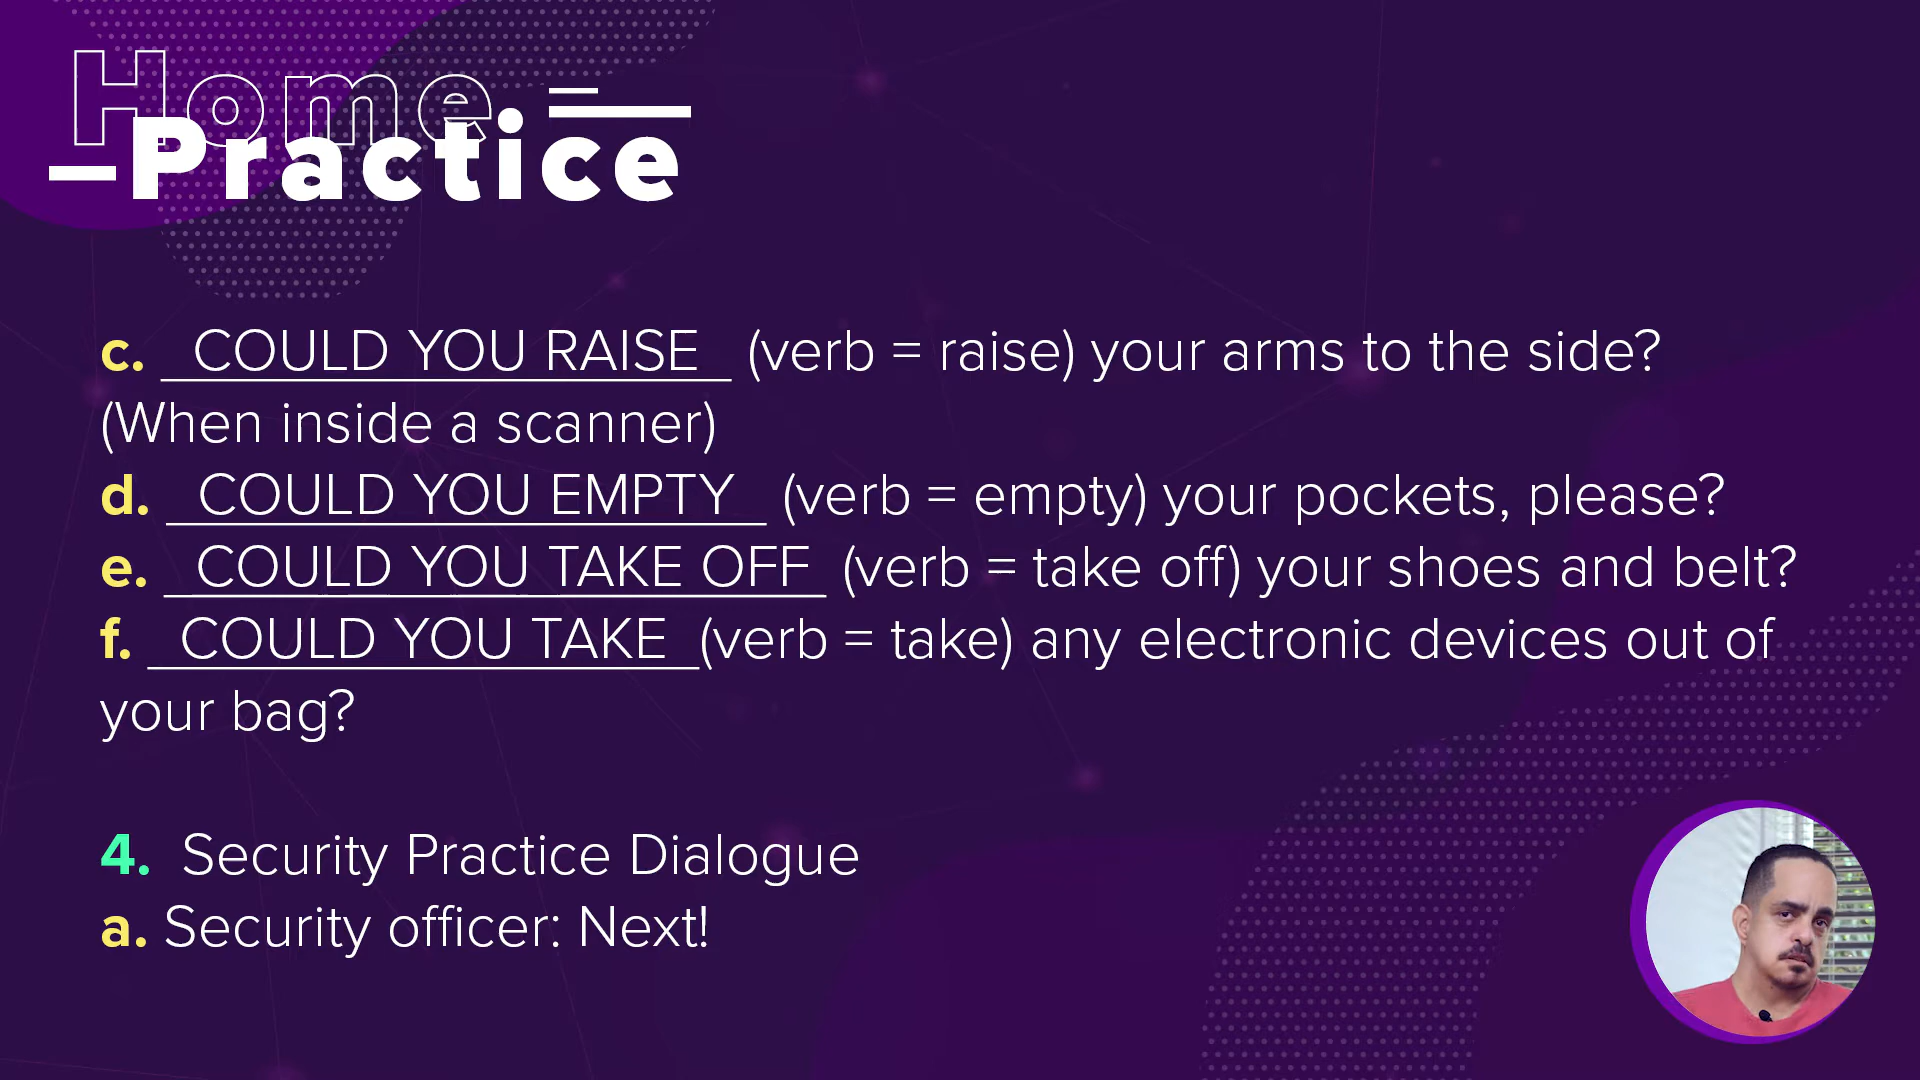 Home
Practice
c. COULD YOU RAISE (verb = raise) your arms to the side?
(When inside a scanner)
d. COULD YOU EMPTY (verb = empty) your pockets, please?
e. COULD YOU TAKE OFF (verb = take off) your shoes and belt?
f. COULD YOU TAKE (verb = take) any electronic devices out of
your bag?
4. Security Practice Dialogue
a. Security officer: Next!